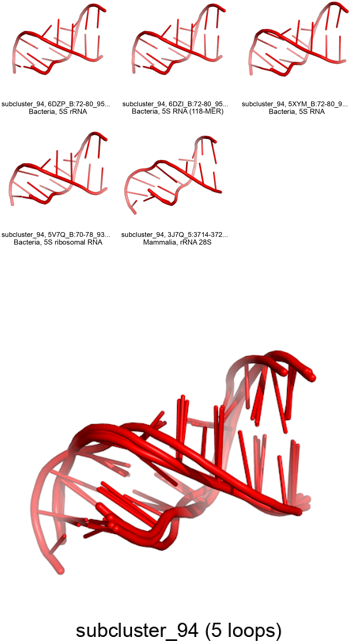 subcluster_94, 6DZP_B:72-80_95...
Bacteria, 5S rRNA
subcluster_94, 6DZI_B:72-80_95...
Bacteria, 5S RNA (118-MER)
subcluster_94, 5XYM_B:72-80_9...
Bacteria, 5S RNA
subcluster_94, 5V7Q_B:70-78_93...
Bacteria, 5S ribosomal RNA
subcluster_94, 3J7Q_5:3714-372...
Mammalia, rRNA 28S
subcluster_94 (5 loops)